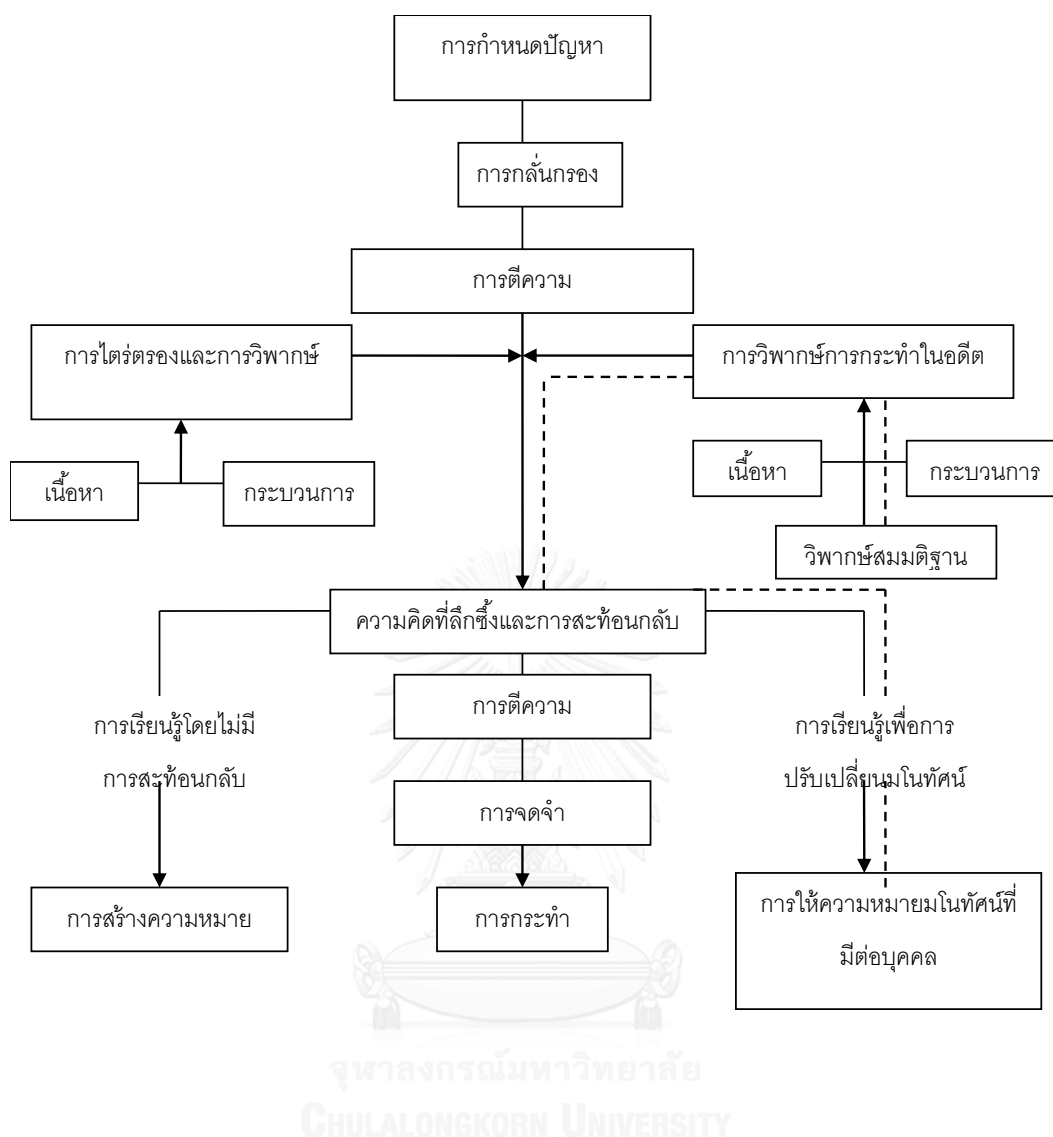 การกำหนดปัญหา
การกลั่นกรอง
การตีความ
การไตร่ตรองและการวิพากษ์
การวิพากษ์การกระทำในอดีต
เนื้อหา
กระบวนการ
เนื้อหา
กระบวนการ
วิพากษ์สมมติฐาน
ความคิดที่ลึกซึ้งและการสะท้อนกลับ
การตีความ
การเรียนรู้โดยไม่มี
การสะท้อนกลับ
การเรียนรู้เพื่อการ
ปรับเปลี่ยนมโนทัศน์
การจดจำ
การสร้างความหมาย
การกระทำ
การให้ความหมายมโนทัศน์ที่
มีต่อบุคคล
จุฬาลงกรณ์มหาวิทยาลัย
CHULALONGKORN UNIVERSITY